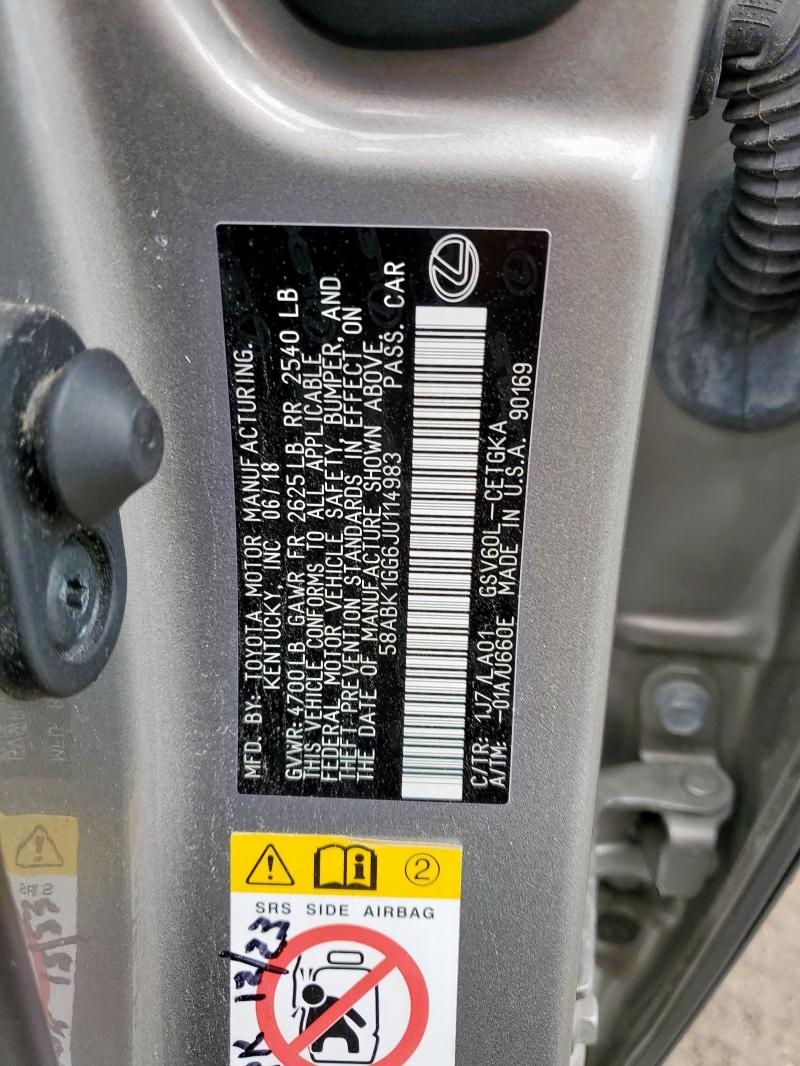 MFD. BY: TOYOTA MOTOR MANUFACTURING.
KENTUCKY, INC 06/18
GVWR:4700LB GAWR FR 2625LB RR 2540 LB
THIS VEHICLE CONFORMS TO ALL APPLICABLE
FEDERAL MOTOR VEHICLE SAFETY, BUMPER, AND
THEFT PREVENTION STANDARDS IN EFFECT ON
THE DATE OF MANUFACTURE SHOWN ABOVE.
58ABK1GG6JU114983 PASS. CAR
C/TR: 1J7/LA01 GSV60L-CETGKA
A/TM: -01A/U660E MADE IN U.S.A. 90169
2
SRS SIDE AIRBAG
12/23